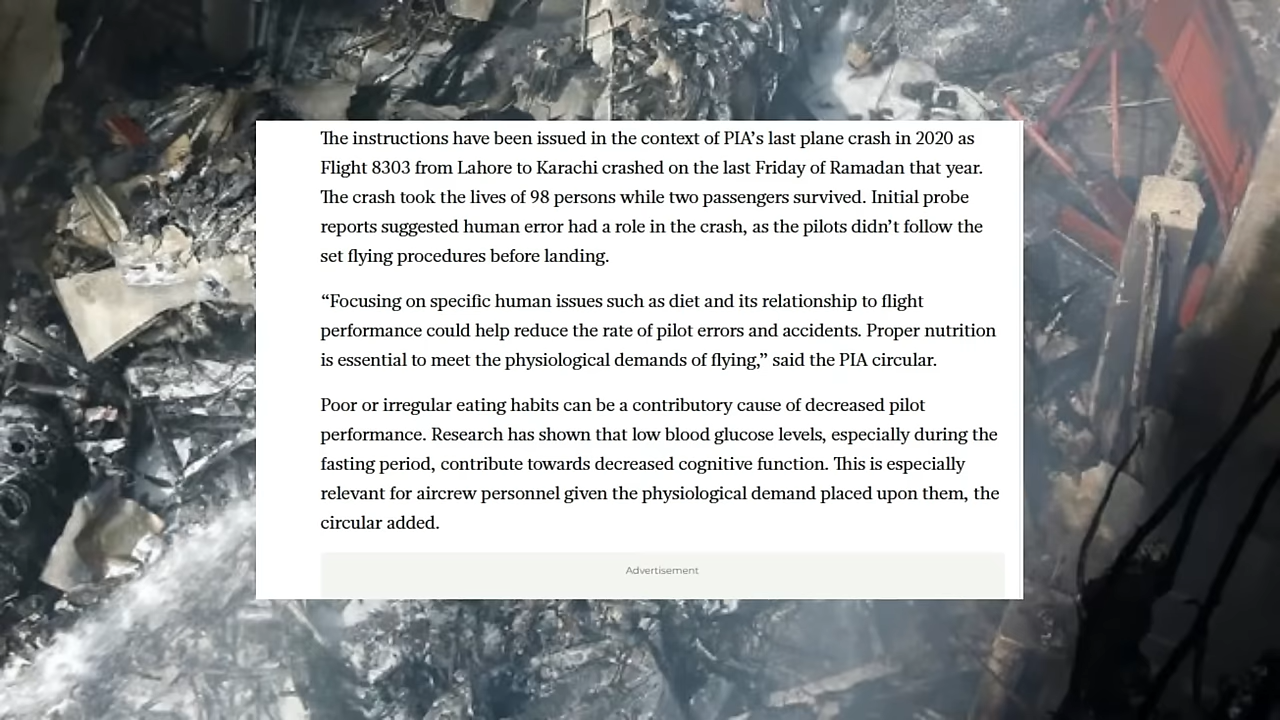 The instructions have been issued in the context of PIA’s last plane crash in 2020 as
Flight 8303 from Lahore to Karachi crashed on the last Friday of Ramadan that year.
The crash took the lives of 98 persons while two passengers survived. Initial probe
reports suggested human error had a role in the crash, as the pilots didn’t follow the
set flying procedures before landing.
“Focusing on specific human issues such as diet and its relationship to flight
performance could help reduce the rate of pilot errors and accidents. Proper nutrition
is essential to meet the physiological demands of flying,” said the PIA circular.
Poor or irregular eating habits can be a contributory cause of decreased pilot
performance. Research has shown that low blood glucose levels, especially during the
fasting period, contribute towards decreased cognitive function. This is especially
relevant for aircrew personnel given the physiological demand placed upon them, the
circular added.
Advertisement